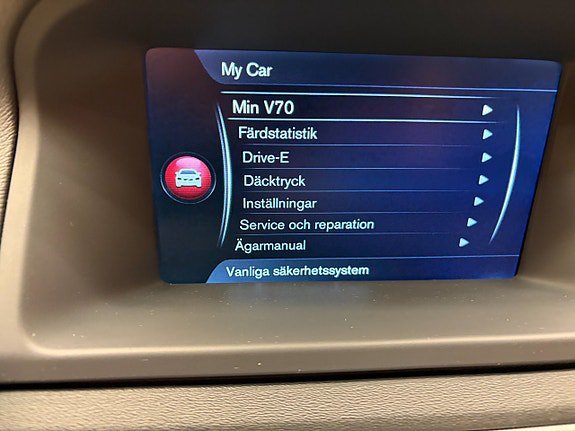 My Car
Min V70
Färdstatistik
Drive-E
Däcktryck
Inställningar
Service och reparation
Ägarmanual
Vanliga säkerhetssystem